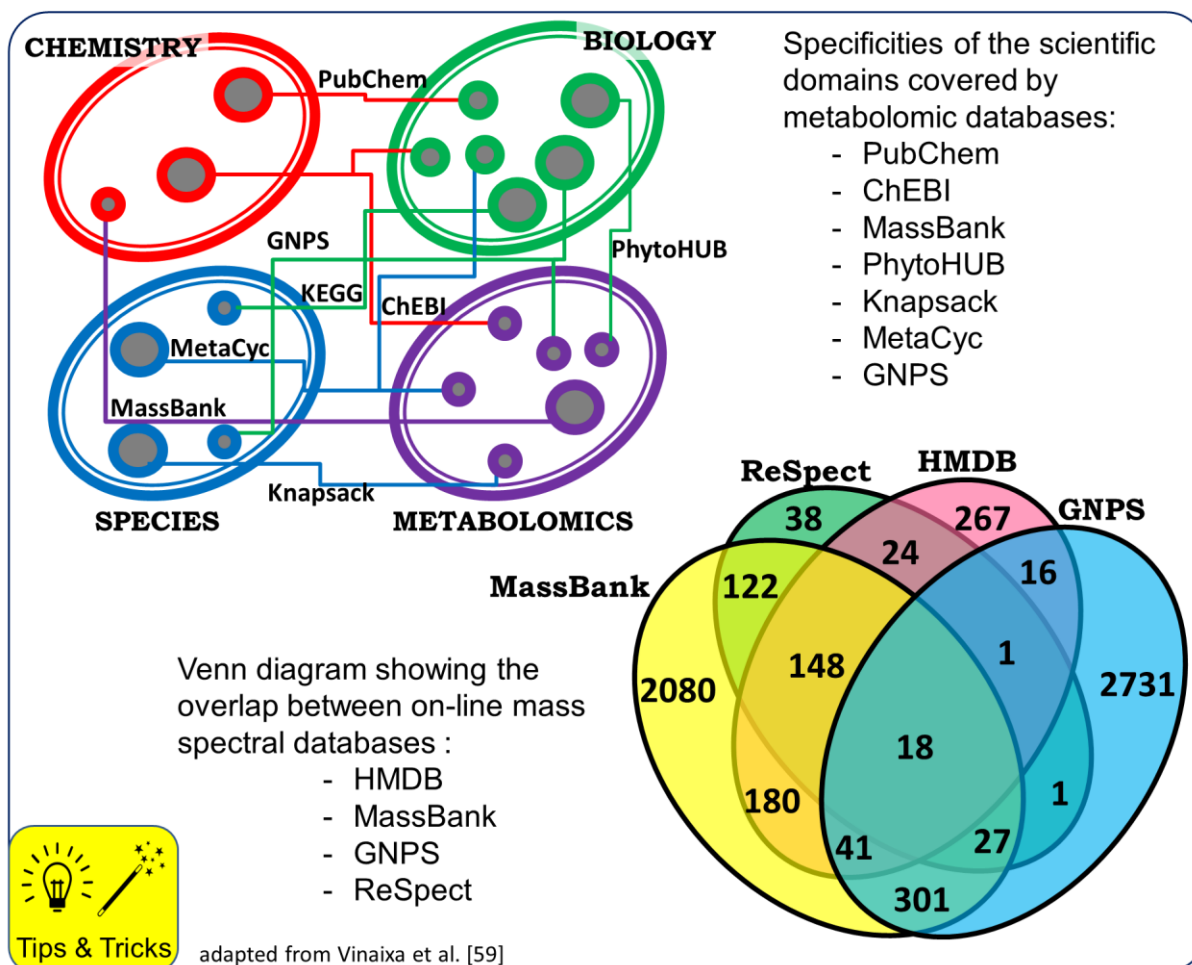 CHEMISTRY
BIOLOGY
PubChem
GNPS
PhytoHUB
KEGG
ChEBI
MetaCyc
MassBank
Knapsack
SPECIES
METABOLOMICS
Specificities of the scientific
domains covered by
metabolomic databases:
- PubChem
- ChEBI
- MassBank
- PhytoHUB
- Knapsack
- MetaCyc
- GNPS
ReSpect
HMDB
GNPS
MassBank
38
267
24
16
122
148
1
2080
2731
18
180
1
41
27
301
Venn diagram showing the
overlap between on-line mass
spectral databases :
- HMDB
- MassBank
- GNPS
- ReSpect
Tips & Tricks
adapted from Vinaixa et al. [59]